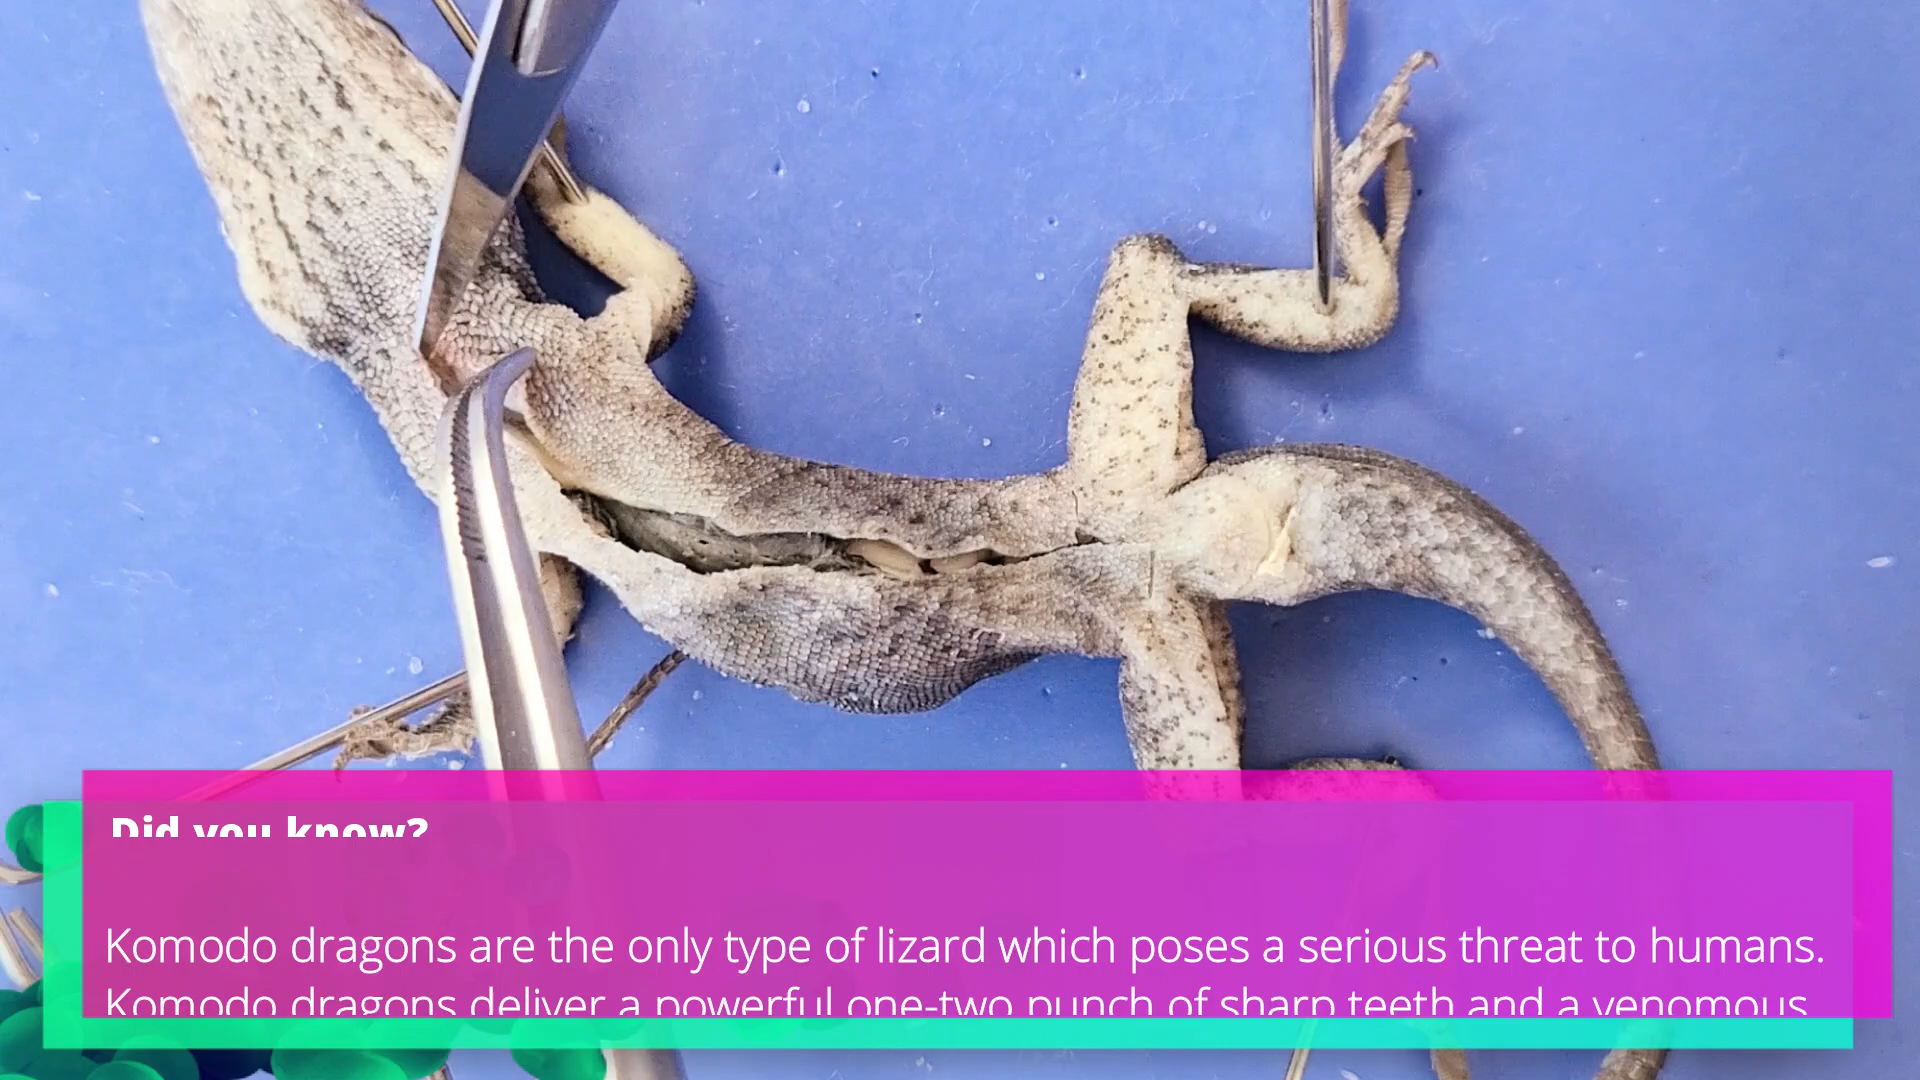 Did you know?
Komodo dragons are the only type of lizard which poses a serious threat to humans.
Komodo dragons deliver a powerful one-two punch of sharp teeth and a venomous